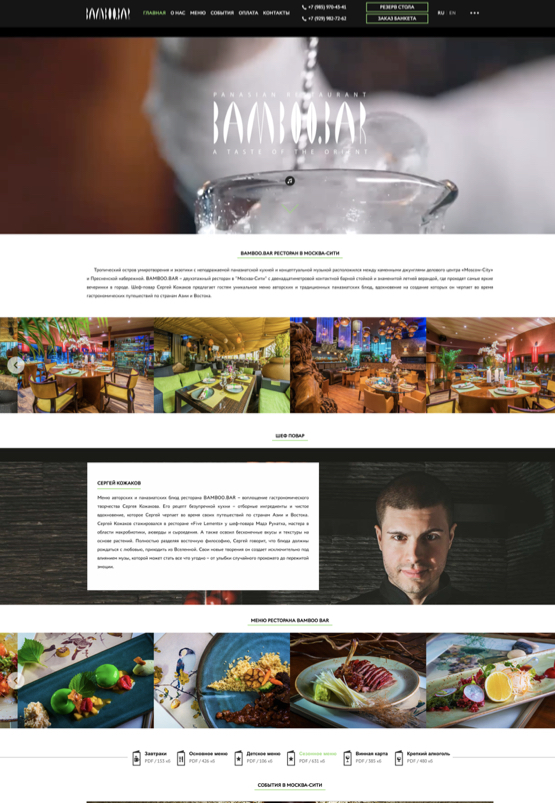 BAMBOO.BAR
ГЛАВНАЯ О НАС МЕНЮ СОБЫТИЯ ОПЛАТА КОНТАКТЫ
+7 (985) 970-45-41
+7 (929) 982-72-62
РЕЗЕРВ СТОЛА
ЗАКАЗ БАНКЕТА
RU EN
PANASIAN RESTAURANT
BAMBOO.BAR
A TASTE OF THE ORIENT
BAMBOO.BAR РЕСТОРАН В МОСКВА-СИТИ
Тропический остров умиротворения и экзотики с неподражаемой паназиатской кухней и концептуальной музыкой расположился между каменными джунглями делового центра «Moscow-City»
и Пресненской набережной. BAMBOO.BAR – двухэтажный ресторан в "Москва-Сити" с двенадцатиметровой контактной барной стойкой и знаменитой летней верандой, где проходят самые яркие
вечеринки в городе. Шеф-повар Сергей Кожаков предлагает гостям уникальное меню авторских и традиционных паназиатских блюд, вдохновение на создание которых он черпает во время
гастрономических путешествий по странам Азии и Востока.
ШЕФ ПОВАР
СЕРГЕЙ КОЖАКОВ
Меню авторских и паназиатских блюд ресторана BAMBOO.BAR – воплощение гастрономического
творчества Сергея Кожакова. Его рецепт безупречной кухни – отборные ингредиенты и чистое
вдохновение, которое Сергей черпает во время своих путешествий по странам Азии и Востока.
Сергей Кожаков стажировался в ресторане у шеф-повара Мадз Рунатка, мастера в
области макробиотики, аюрведы и сыроедения. А также освоил бесконечные вкусы и текстуры на
основе растений. Полностью разделяя восточную философию, Сергей говорит, что блюда должны
рождаться с любовью, приходить из Вселенной. Свои новые творения он создает исключительно под
влиянием музы, которой может стать все что угодно – от улыбки случайного прохожего до пережитой
эмоции.
МЕНЮ РЕСТОРАНА BAMBOO BAR
Завтраки
PDF / 153 кб
Основное меню
PDF / 426 кб
Детское меню
PDF / 106 кб
Сезонное меню
PDF / 631 кб
Винная карта
PDF / 385 кб
Крепкий алкоголь
PDF / 480 кб
СОБЫТИЯ В МОСКВА-СИТИ